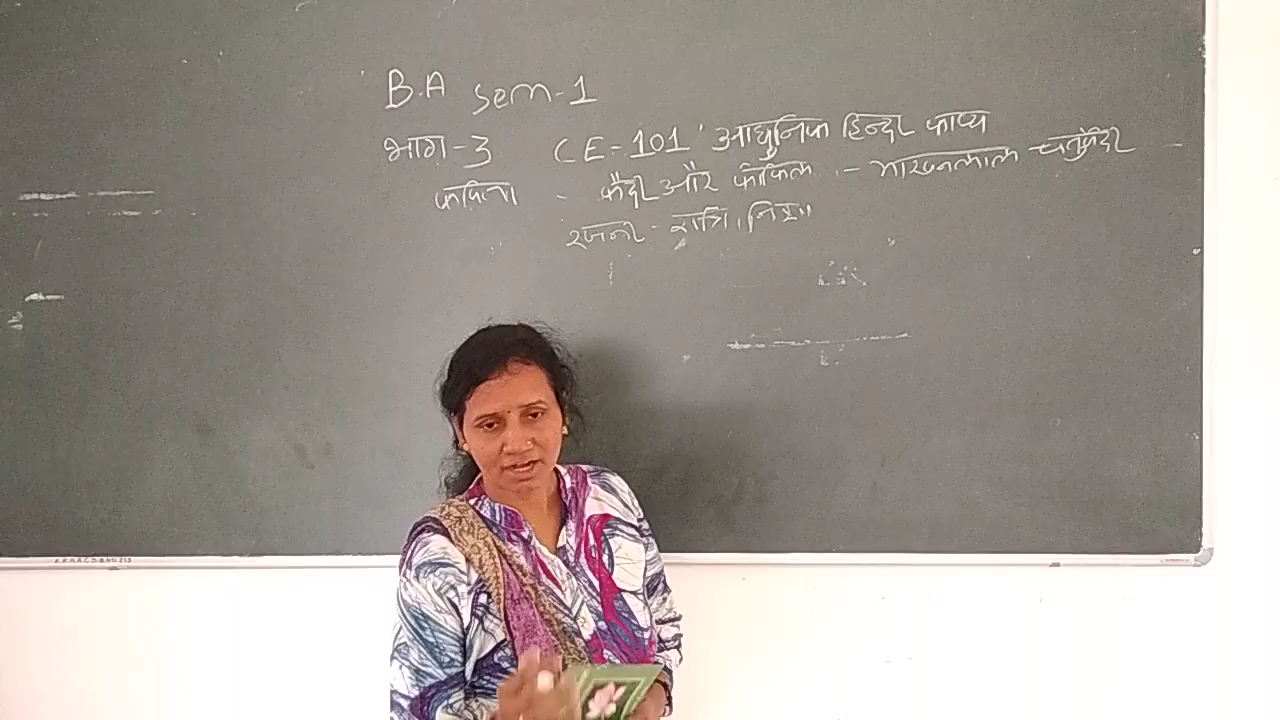 B.A Sem-1
भाग-3 CE-101 'आधुनिक हिन्दी काव्य
कविता - कैदी और कोकिला - माखनलाल चतुर्वेदी
रजनी - रात्रि, निशा